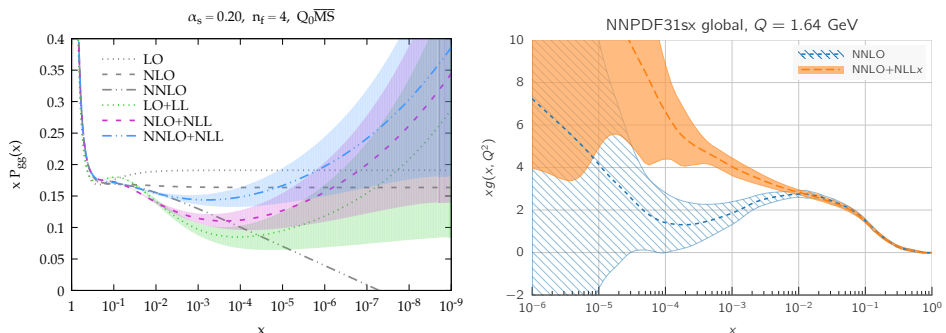 αs = 0.20, nf = 4, Q0M̅S̅
0.4
0.35
0.3
0.25
0.2
0.15
0.1
0.05
0
x Pgg(x)
LO
NLO
NNLO
LO+LL
NLO+NLL
NNLO+NLL
1 10-1 10-2 10-3 10-4 10-5 10-6 10-7 10-8 10-9
x
NNPDF31sx global, Q = 1.64 GeV
10
8
6
4
2
0
−2
xg(x, Q²)
NNLO
NNLO+NLLx
10⁻⁶ 10⁻⁵ 10⁻⁴ 10⁻³ 10⁻² 10⁻¹ 10⁰
x